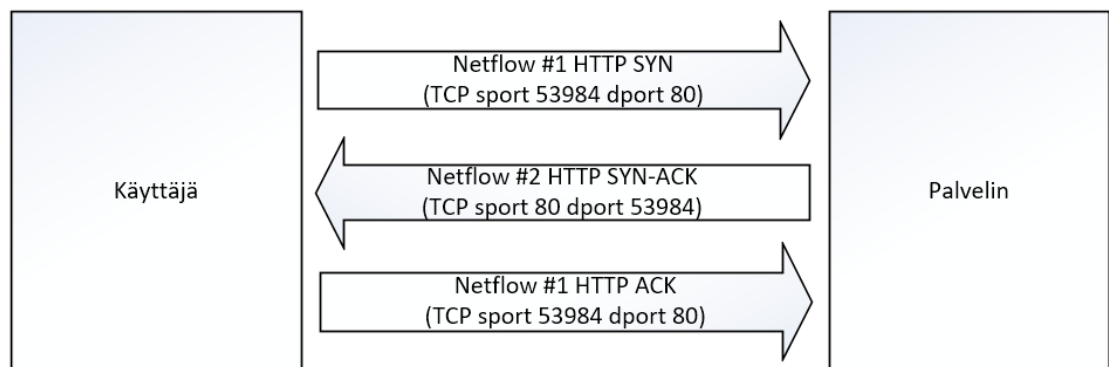 Käyttäjä
Netflow #1 HTTP SYN
(TCP sport 53984 dport 80)
Netflow #2 HTTP SYN-ACK
(TCP sport 80 dport 53984)
Netflow #1 HTTP ACK
(TCP sport 53984 dport 80)
Palvelin